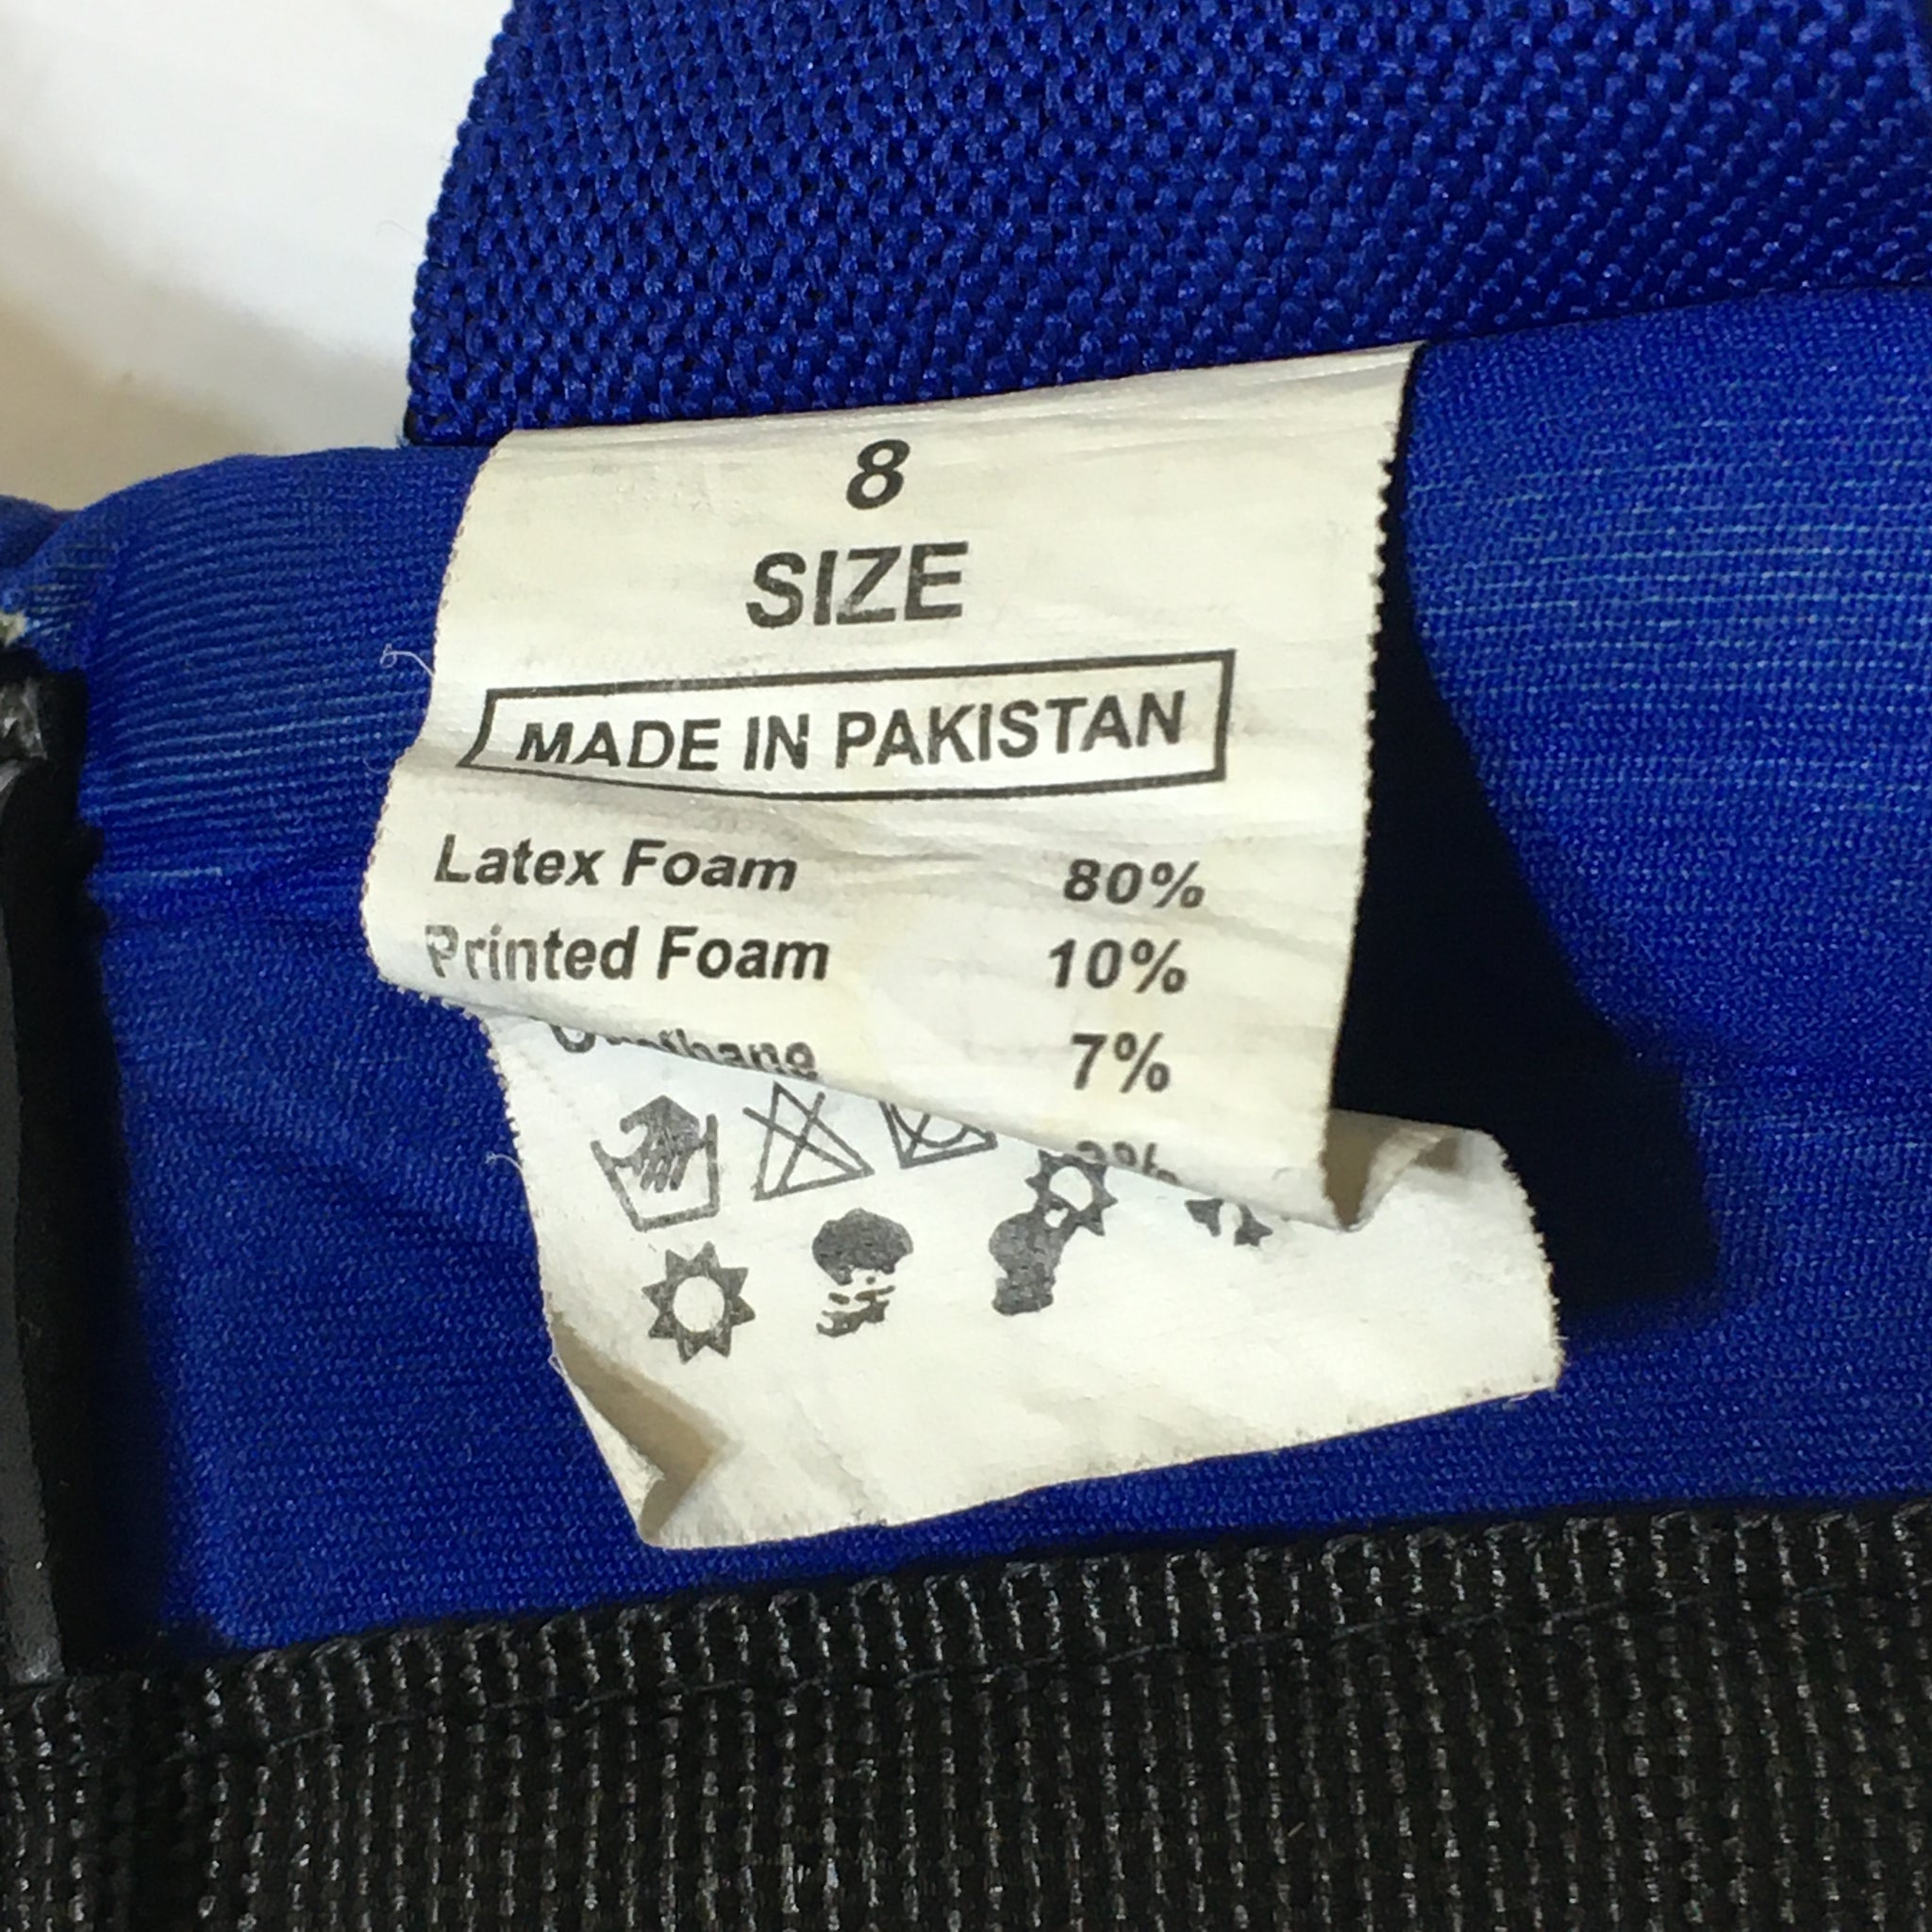 8
SIZE
MADE IN PAKISTAN
Latex Foam 80%
Printed Foam 10%
7%